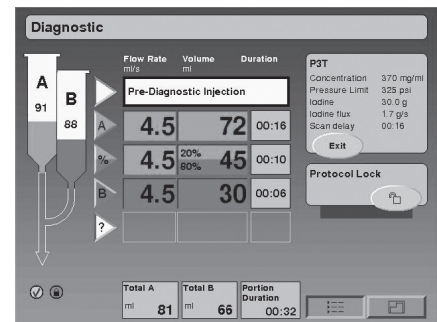 Diagnostic
Flow Rate Volume Duration
ml/s ml
A
91
B
88
Pre-Diagnostic Injection
A 4.5 72 00:16
% 4.5 20% 60% 45 00:10
B 4.5 30 00:06
?
P3T
Concentration 370 mg/ml
Pressure Limit 325 psi
Iodine 30.0 g
Iodine flux 1.7 g/s
Scan delay 00:16
Exit
Protocol Lock
Total A
ml 81
Total B
ml 66
Portion
Duration
00:32